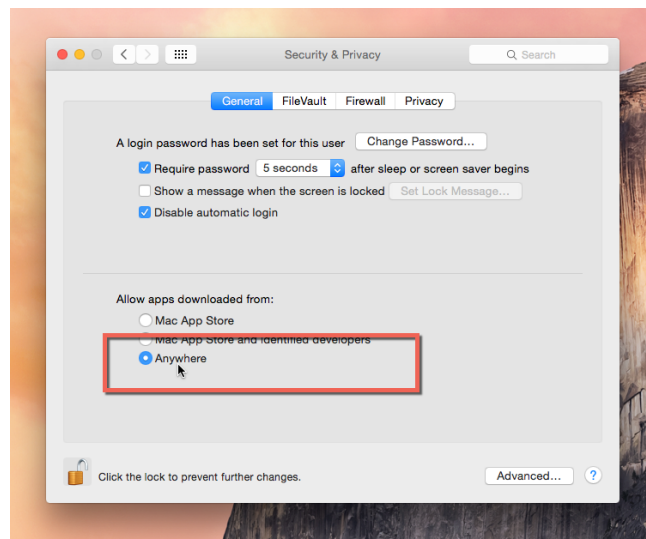 Security & Privacy
Search
General FileVault Firewall Privacy
A login password has been set for this user Change Password...
Require password 5 seconds after sleep or screen saver begins
Show a message when the screen is locked Set Lock Message...
Disable automatic login
Allow apps downloaded from:
Mac App Store
Mac App Store and identified developers
Anywhere
Click the lock to prevent further changes.
Advanced... ?